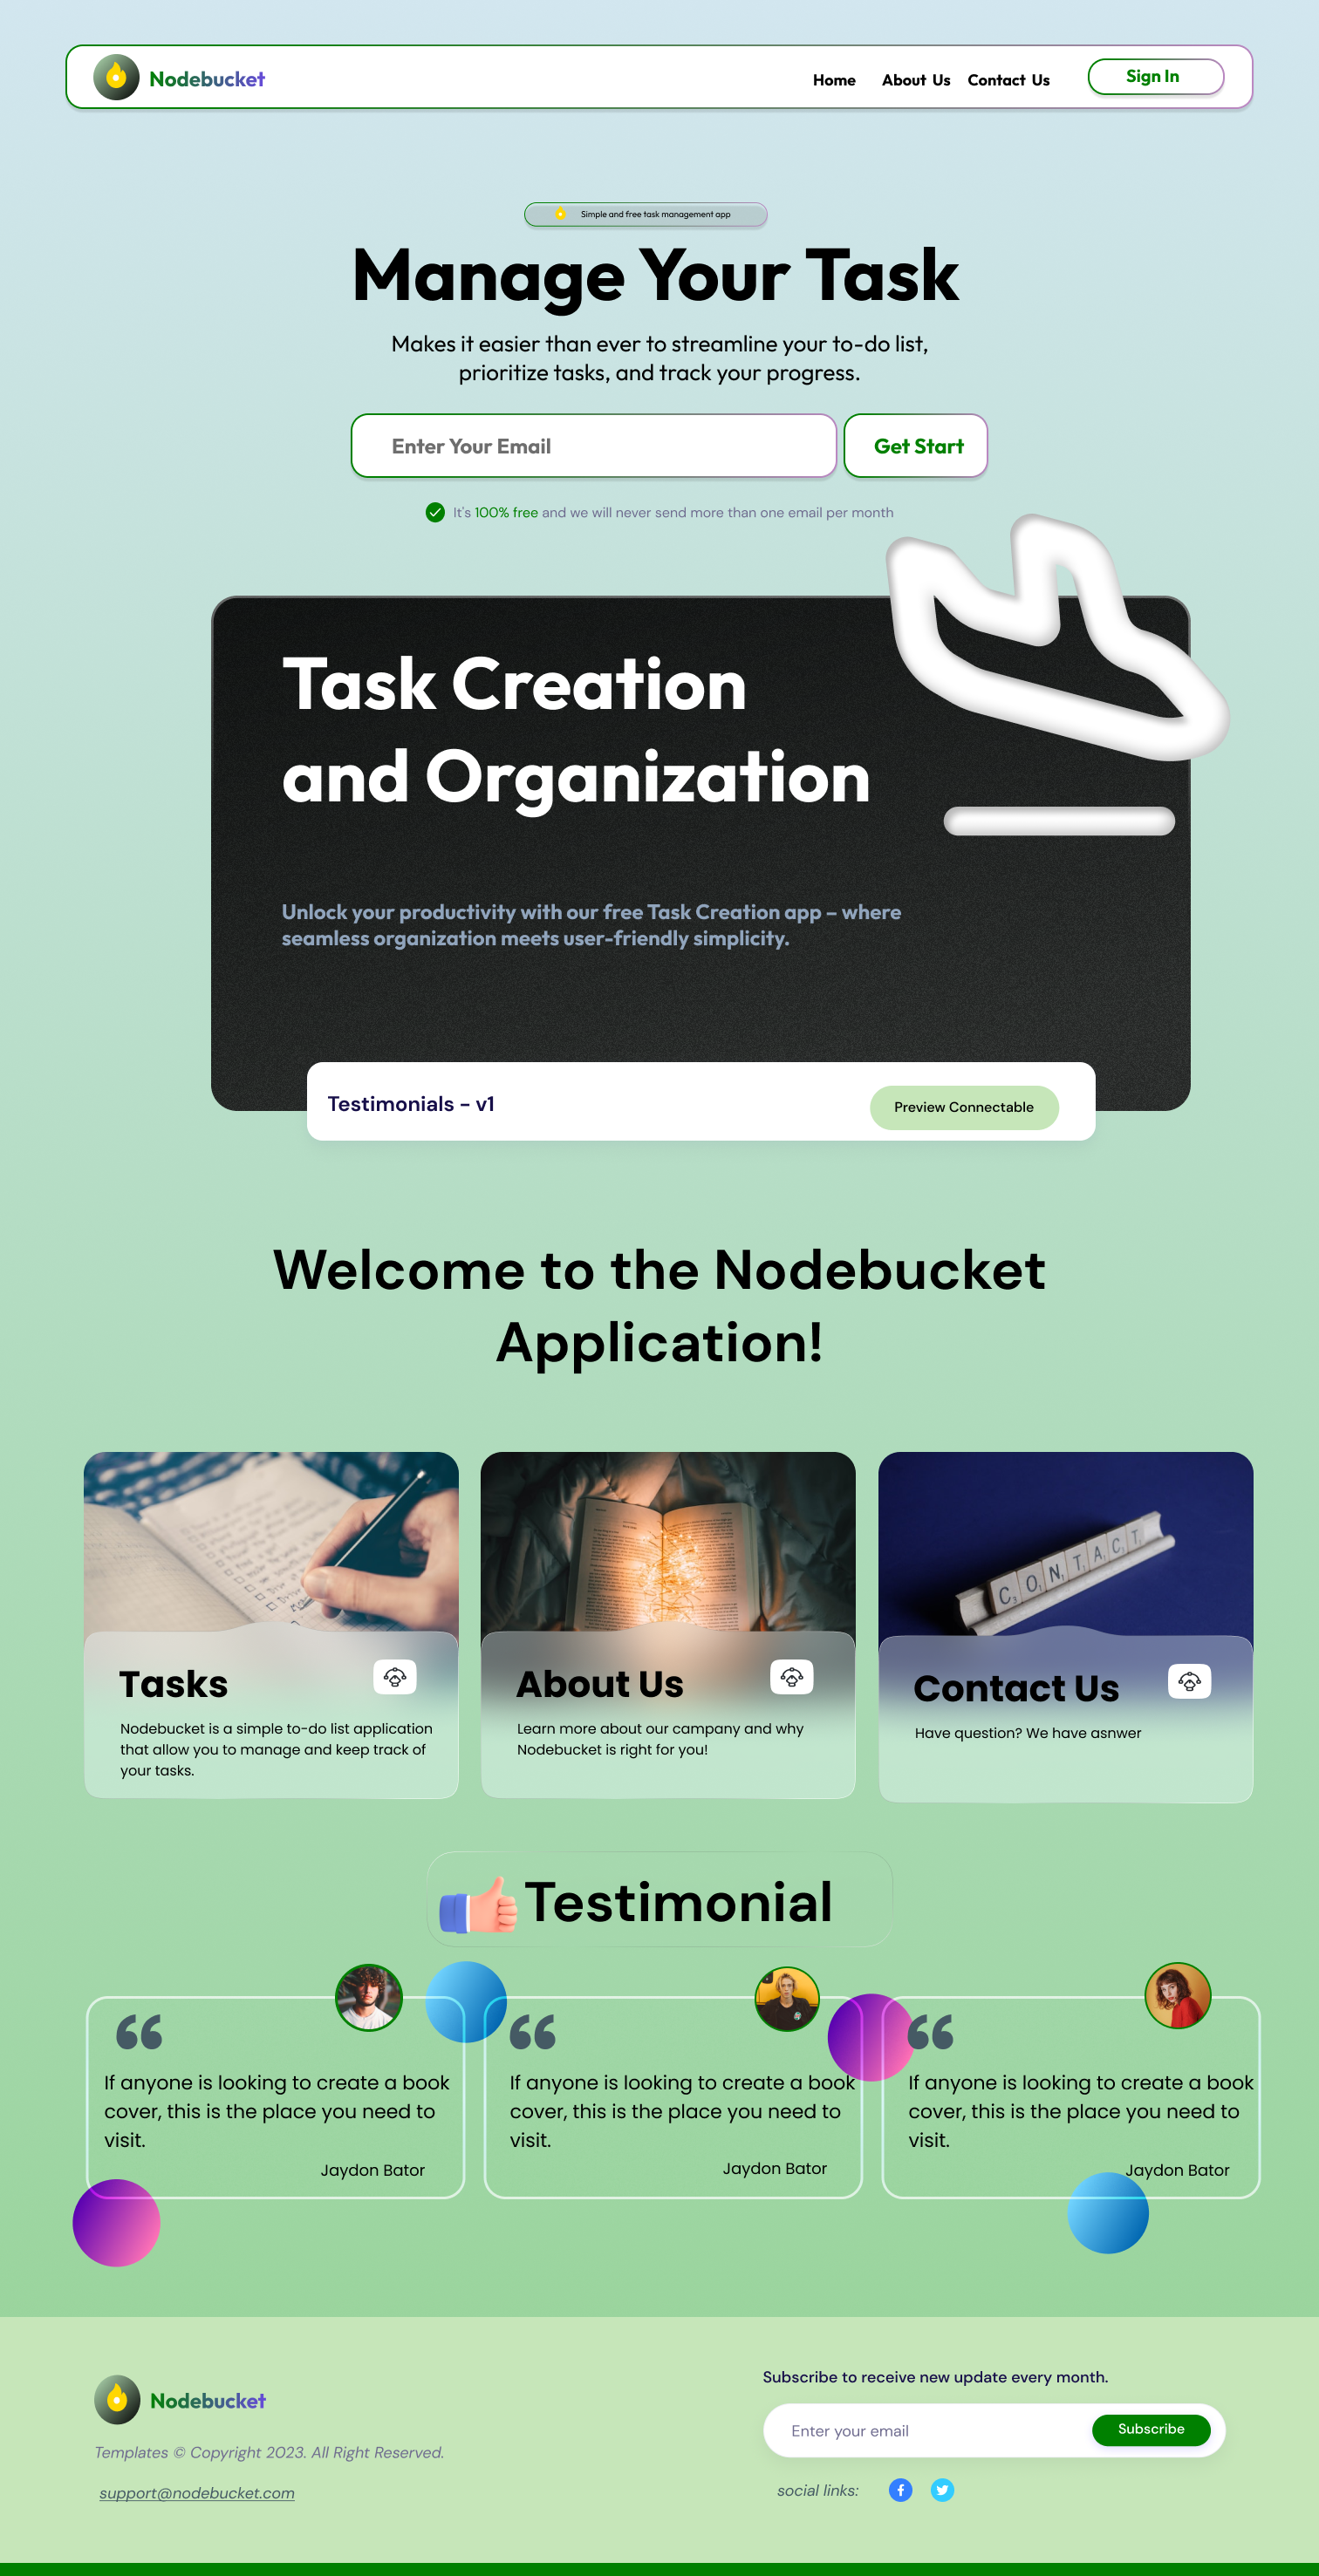 Nodebucket
Home About Us Contact Us Sign In
Simple and free task management app
Manage Your Task
Makes it easier than ever to streamline your to-do list,
prioritize tasks, and track your progress.
Enter Your Email Get Start
It's 100% free and we will never send more than one email per month
Task Creation
and Organization
Unlock your productivity with our free Task Creation app – where
seamless organization meets user-friendly simplicity.
Testimonials - v1 Preview Connectable
Welcome to the Nodebucket
Application!
CONTACT
Tasks
Nodebucket is a simple to-do list application
that allow you to manage and keep track of
your tasks.
About Us
Learn more about our campany and why
Nodebucket is right for you!
Contact Us
Have question? We have asnwer
Testimonial
If anyone is looking to create a book
cover, this is the place you need to
visit.
Jaydon Bator
If anyone is looking to create a book
cover, this is the place you need to
visit.
Jaydon Bator
If anyone is looking to create a book
cover, this is the place you need to
visit.
Jaydon Bator
Nodebucket
Templates © Copyright 2023. All Right Reserved.
support@nodebucket.com
Subscribe to receive new update every month.
Enter your email Subscribe
social links: